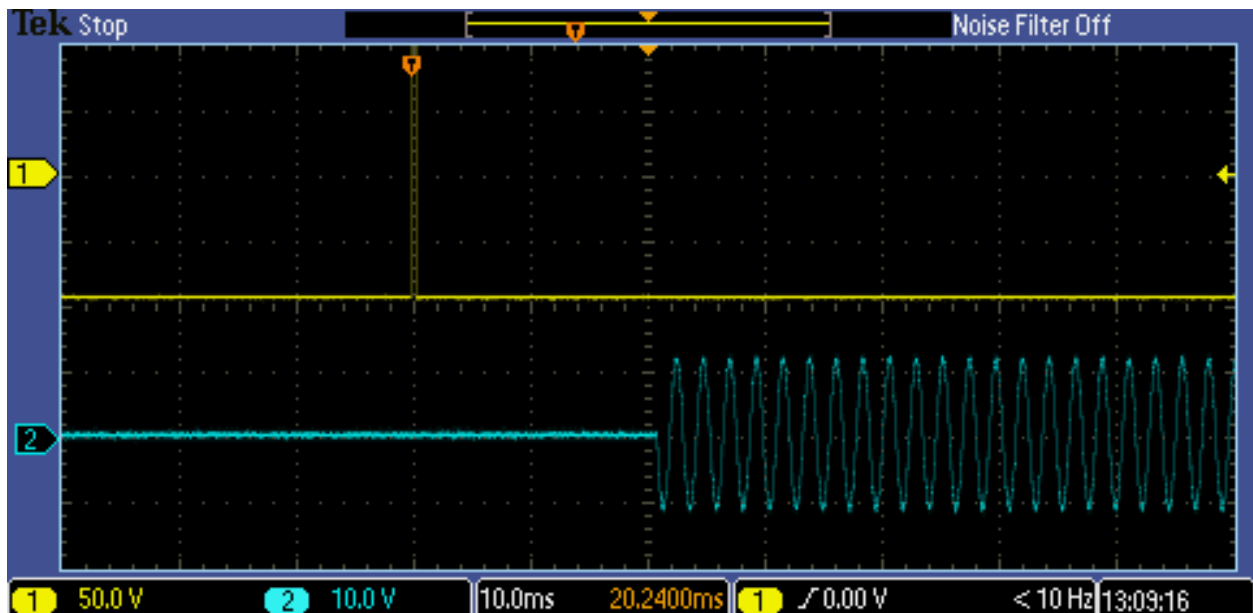 Tek Stop Noise Filter Off
T
T
1
2
1 50.0 V 2 10.0 V 10.0ms 20.2400ms 1 0.00 V < 10 Hz 13:09:16